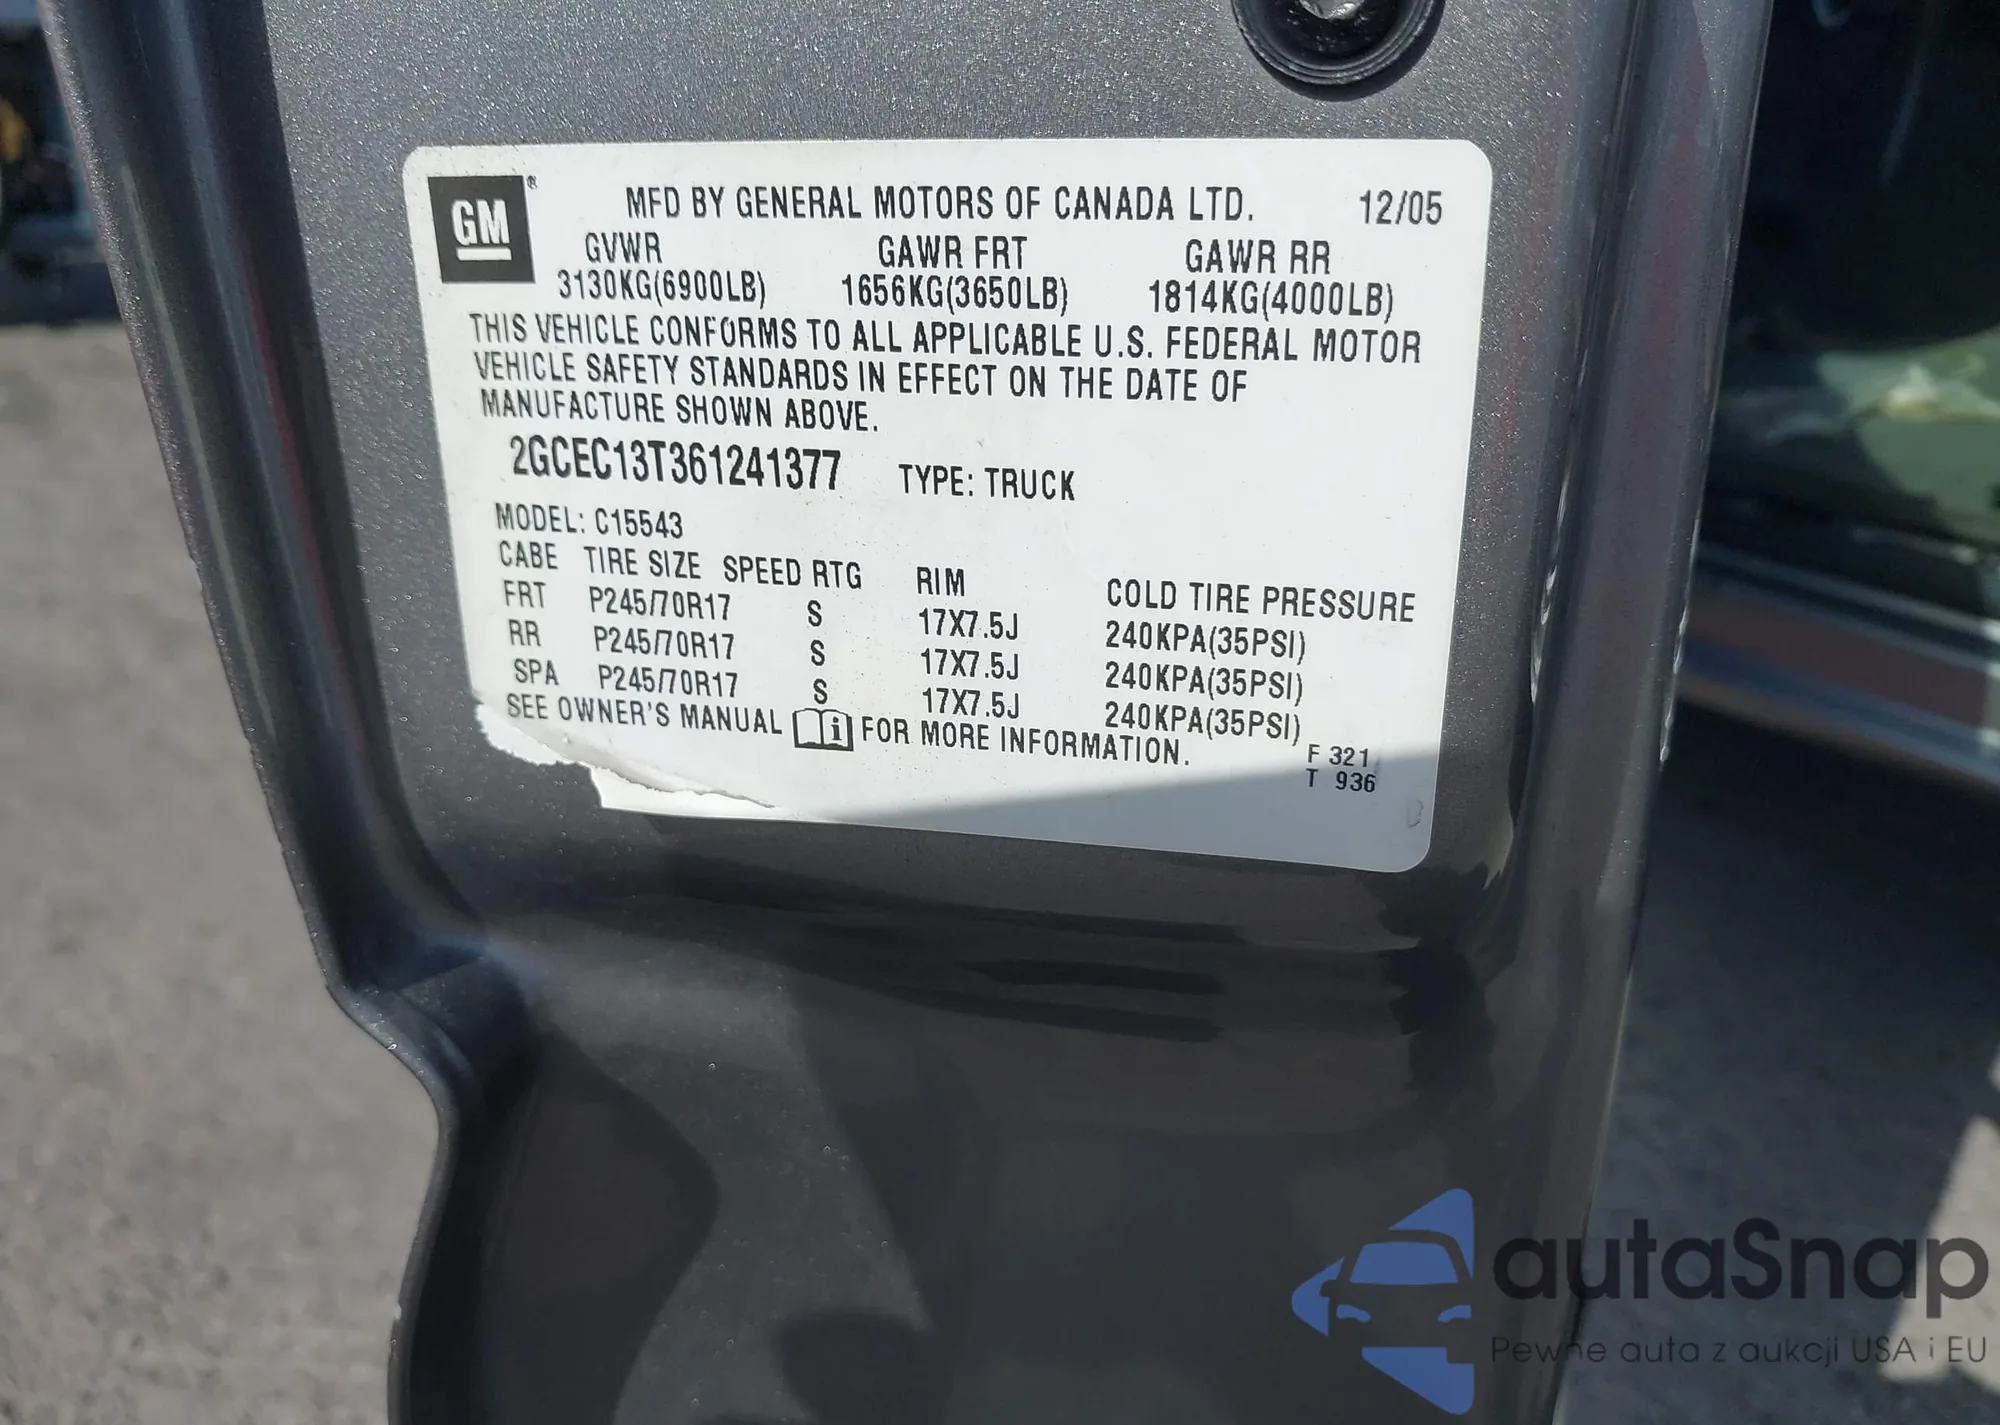 GM®
MFD BY GENERAL MOTORS OF CANADA LTD. 12/05
GVWR GAWR FRT GAWR RR
3130KG(6900LB) 1656KG(3650LB) 1814KG(4000LB)
THIS VEHICLE CONFORMS TO ALL APPLICABLE U.S. FEDERAL MOTOR
VEHICLE SAFETY STANDARDS IN EFFECT ON THE DATE OF
MANUFACTURE SHOWN ABOVE.
2GCEC13T361241377 TYPE: TRUCK
MODEL: C15543
CABE TIRE SIZE SPEED RTG RIM COLD TIRE PRESSURE
FRT P245/70R17 S 17X7.5J 240KPA(35PSI)
RR P245/70R17 S 17X7.5J 240KPA(35PSI)
SPA P245/70R17 S 17X7.5J 240KPA(35PSI)
SEE OWNER'S MANUAL i FOR MORE INFORMATION.
F 321
T 936
autaSnap
Pewne auta z aukcji USA i EU